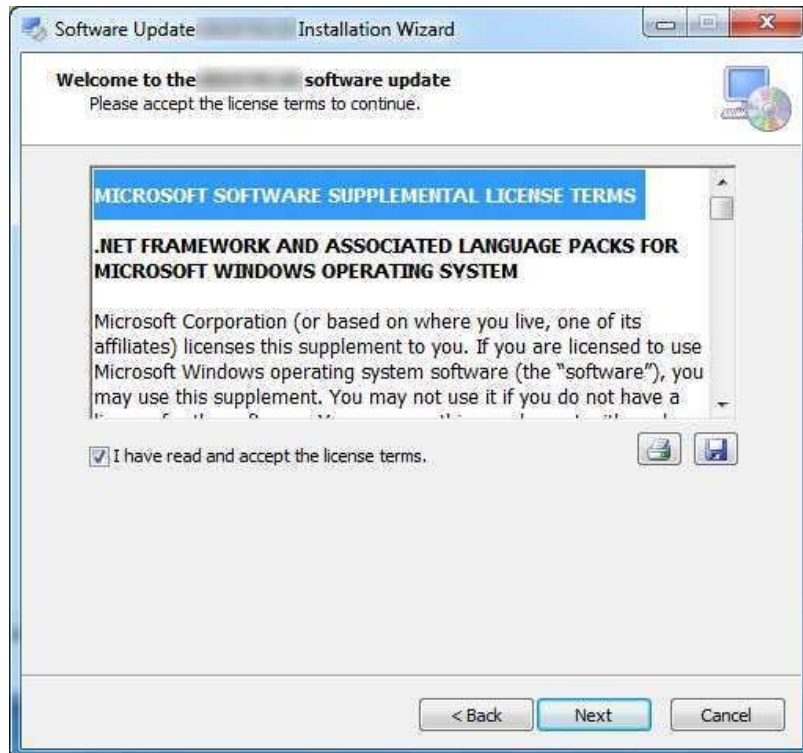 Software Update Installation Wizard
Welcome to the software update
Please accept the license terms to continue.
MICROSOFT SOFTWARE SUPPLEMENTAL LICENSE TERMS
.NET FRAMEWORK AND ASSOCIATED LANGUAGE PACKS FOR
MICROSOFT WINDOWS OPERATING SYSTEM
Microsoft Corporation (or based on where you live, one of its
affiliates) licenses this supplement to you. If you are licensed to use
Microsoft Windows operating system software (the “software”), you
may use this supplement. You may not use it if you do not have a
I have read and accept the license terms.
< Back Next Cancel